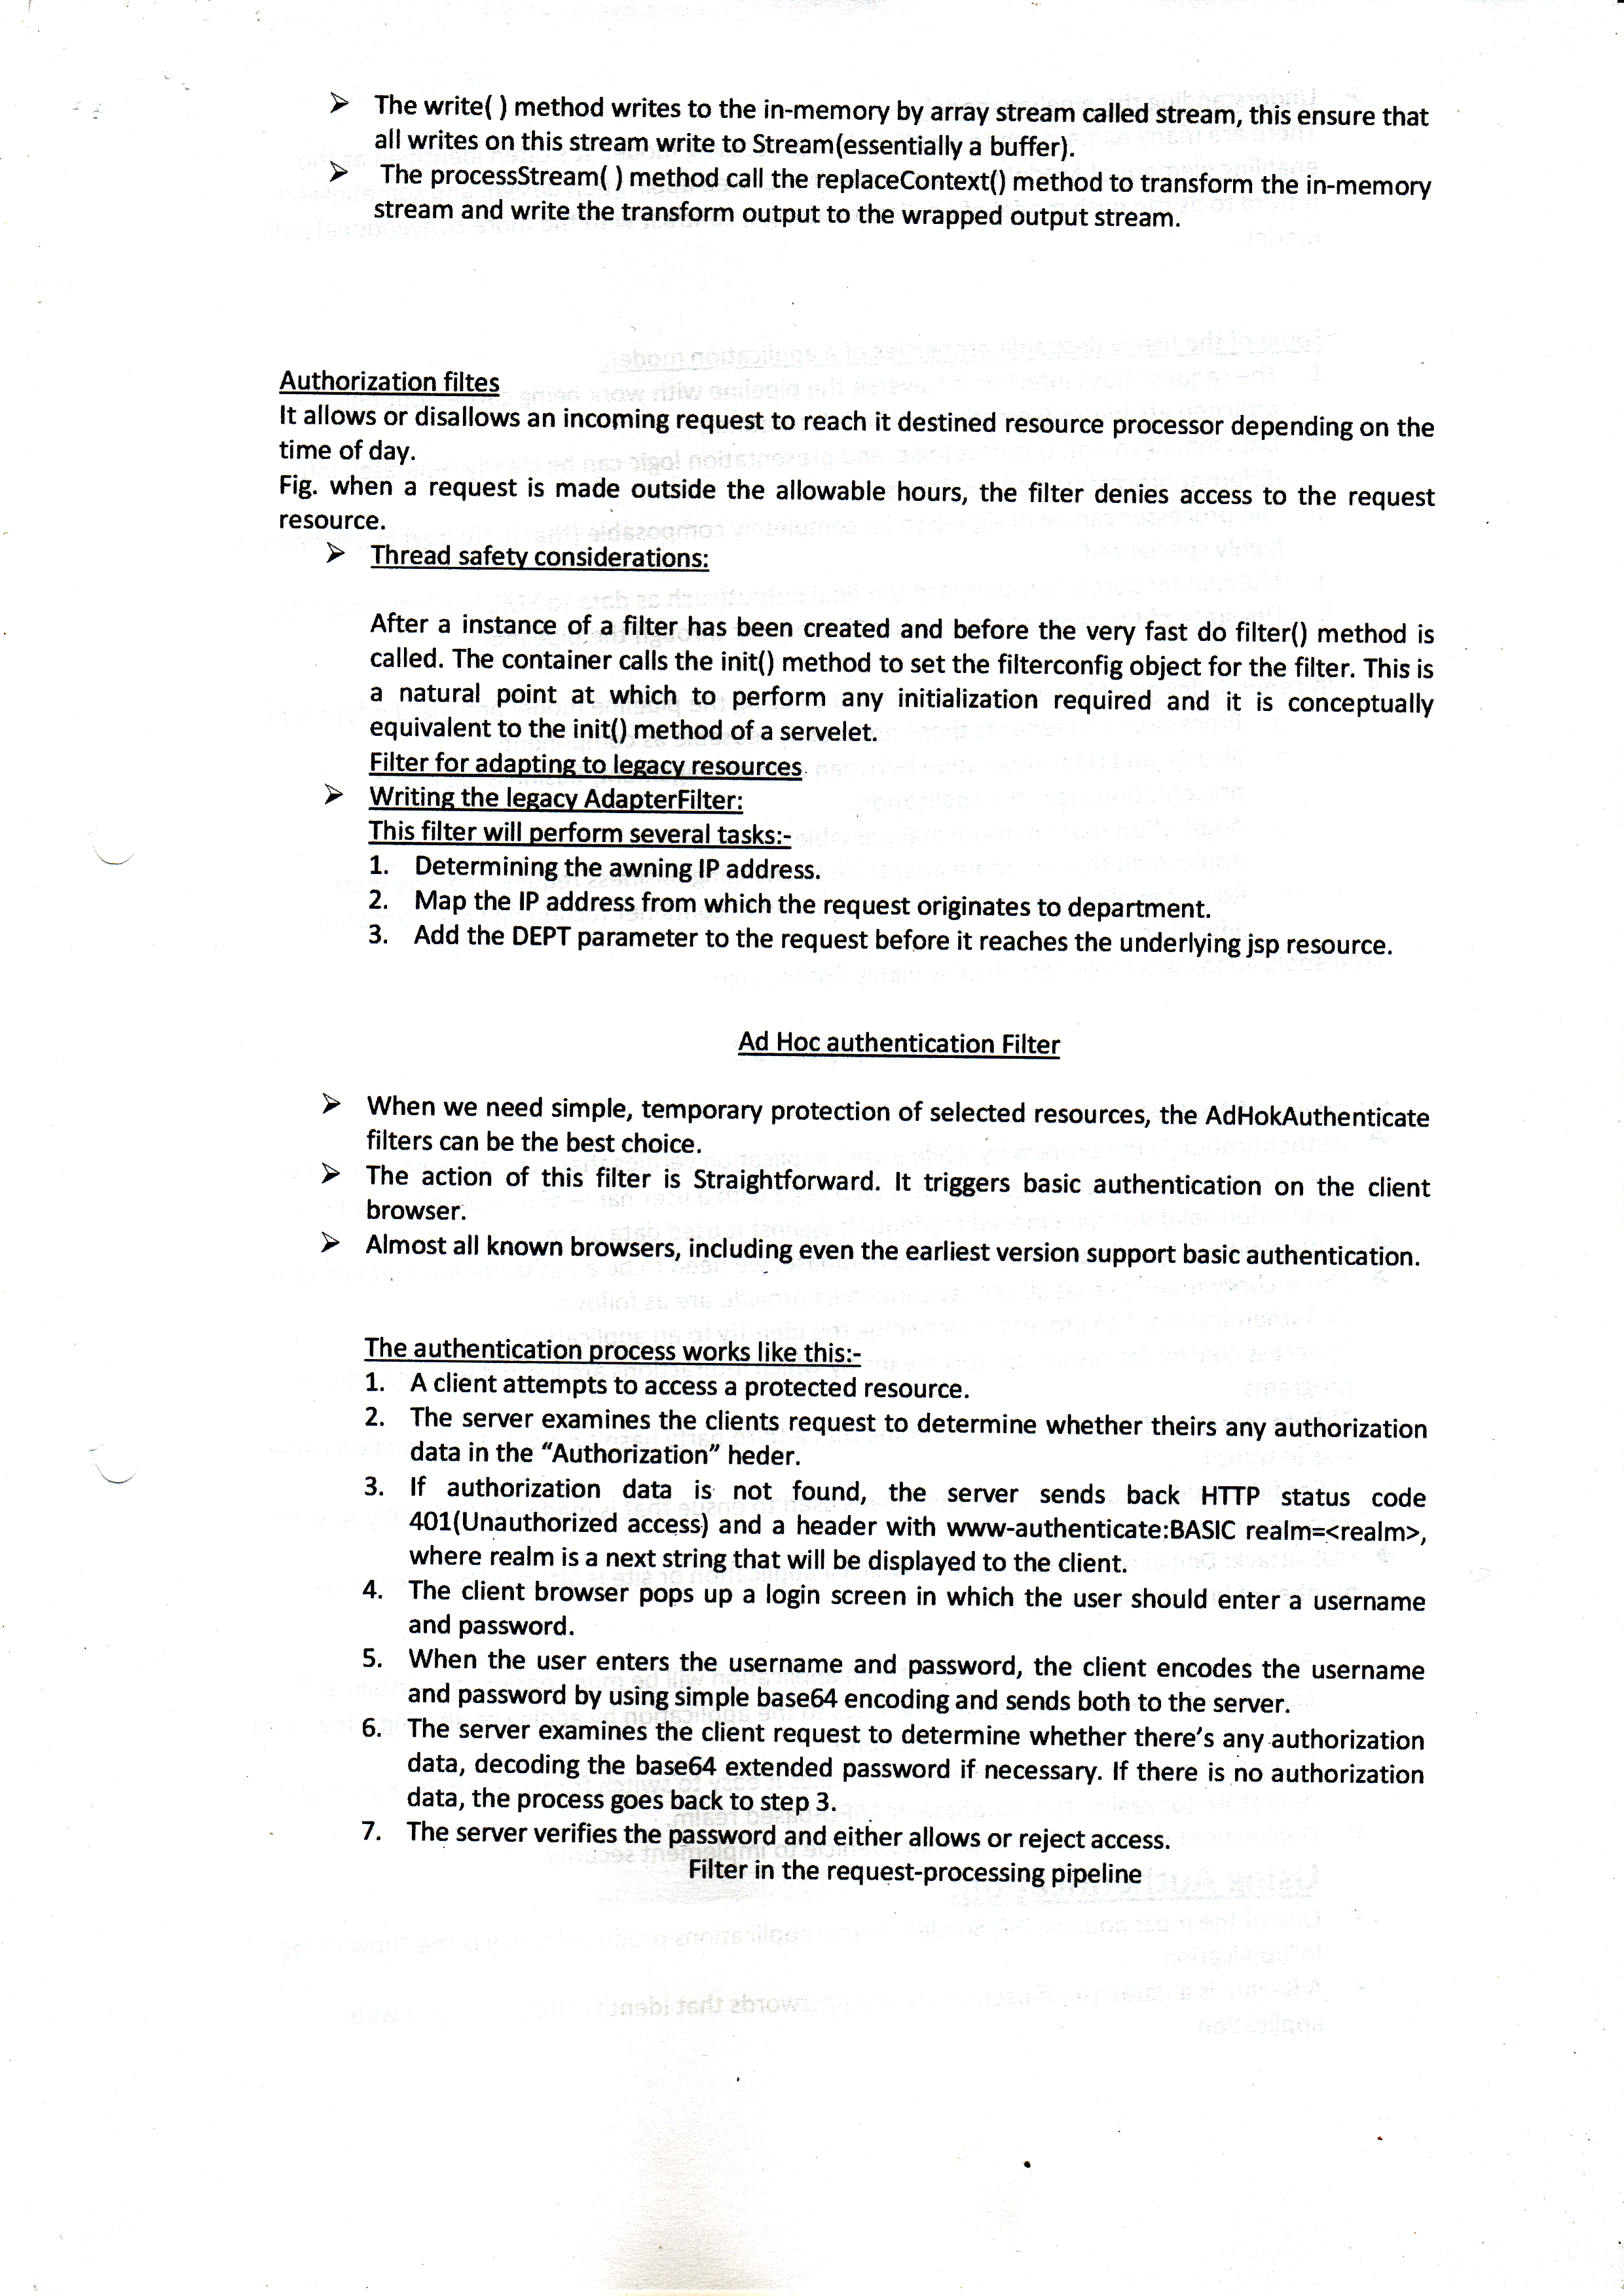 ➢ The write( ) method writes to the in-memory by array stream called stream, this ensure that
all writes on this stream write to Stream(essentially a buffer).
➢ The processStream( ) method call the replaceContext() method to transform the in-memory
stream and write the transform output to the wrapped output stream.
Authorization filtes
It allows or disallows an incoming request to reach it destined resource processor depending on the
time of day.
Fig. when a request is made outside the allowable hours, the filter denies access to the request
resource.
➢ Thread safety considerations:
After a instance of a filter has been created and before the very fast do filter() method is
called. The container calls the init() method to set the filterconfig object for the filter. This is
a natural point at which to perform any initialization required and it is conceptually
equivalent to the init() method of a servelet.
Filter for adapting to legacy resources
➢ Writing the legacy AdapterFilter:
This filter will perform several tasks:-
1. Determining the awning IP address.
2. Map the IP address from which the request originates to department.
3. Add the DEPT parameter to the request before it reaches the underlying jsp resource.
Ad Hoc authentication Filter
➢ When we need simple, temporary protection of selected resources, the AdHokAuthenticate
filters can be the best choice.
➢ The action of this filter is Straightforward. It triggers basic authentication on the client
browser.
➢ Almost all known browsers, including even the earliest version support basic authentication.
The authentication process works like this:-
1. A client attempts to access a protected resource.
2. The server examines the clients request to determine whether theirs any authorization
data in the “Authorization” heder.
3. If authorization data is not found, the server sends back HTTP status code
401(Unauthorized access) and a header with www-authenticate:BASIC realm=<realm>,
where realm is a next string that will be displayed to the client.
4. The client browser pops up a login screen in which the user should enter a username
and password.
5. When the user enters the username and password, the client encodes the username
and password by using simple base64 encoding and sends both to the server.
6. The server examines the client request to determine whether there’s any authorization
data, decoding the base64 extended password if necessary. If there is no authorization
data, the process goes back to step 3.
7. The server verifies the password and either allows or reject access.
Filter in the request-processing pipeline